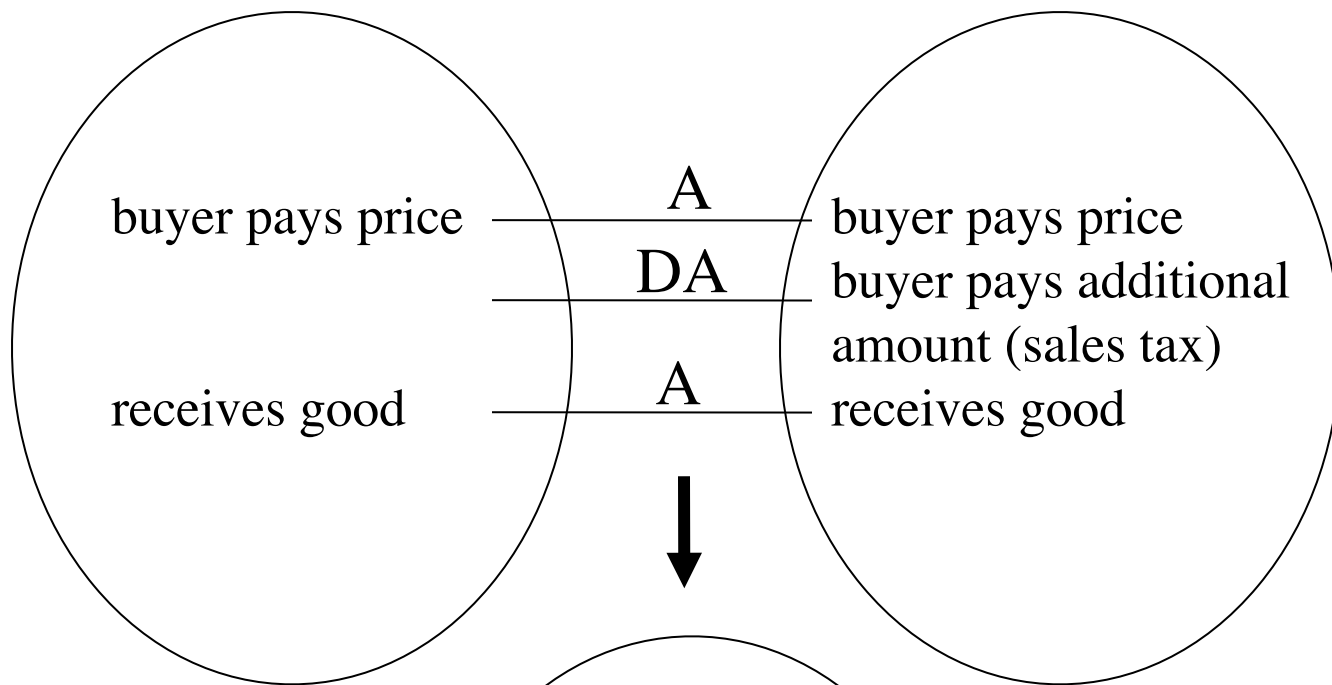 A
buyer pays price
buyer pays price
DA
buyer pays additional
amount (sales tax)
A
receives good
receives good